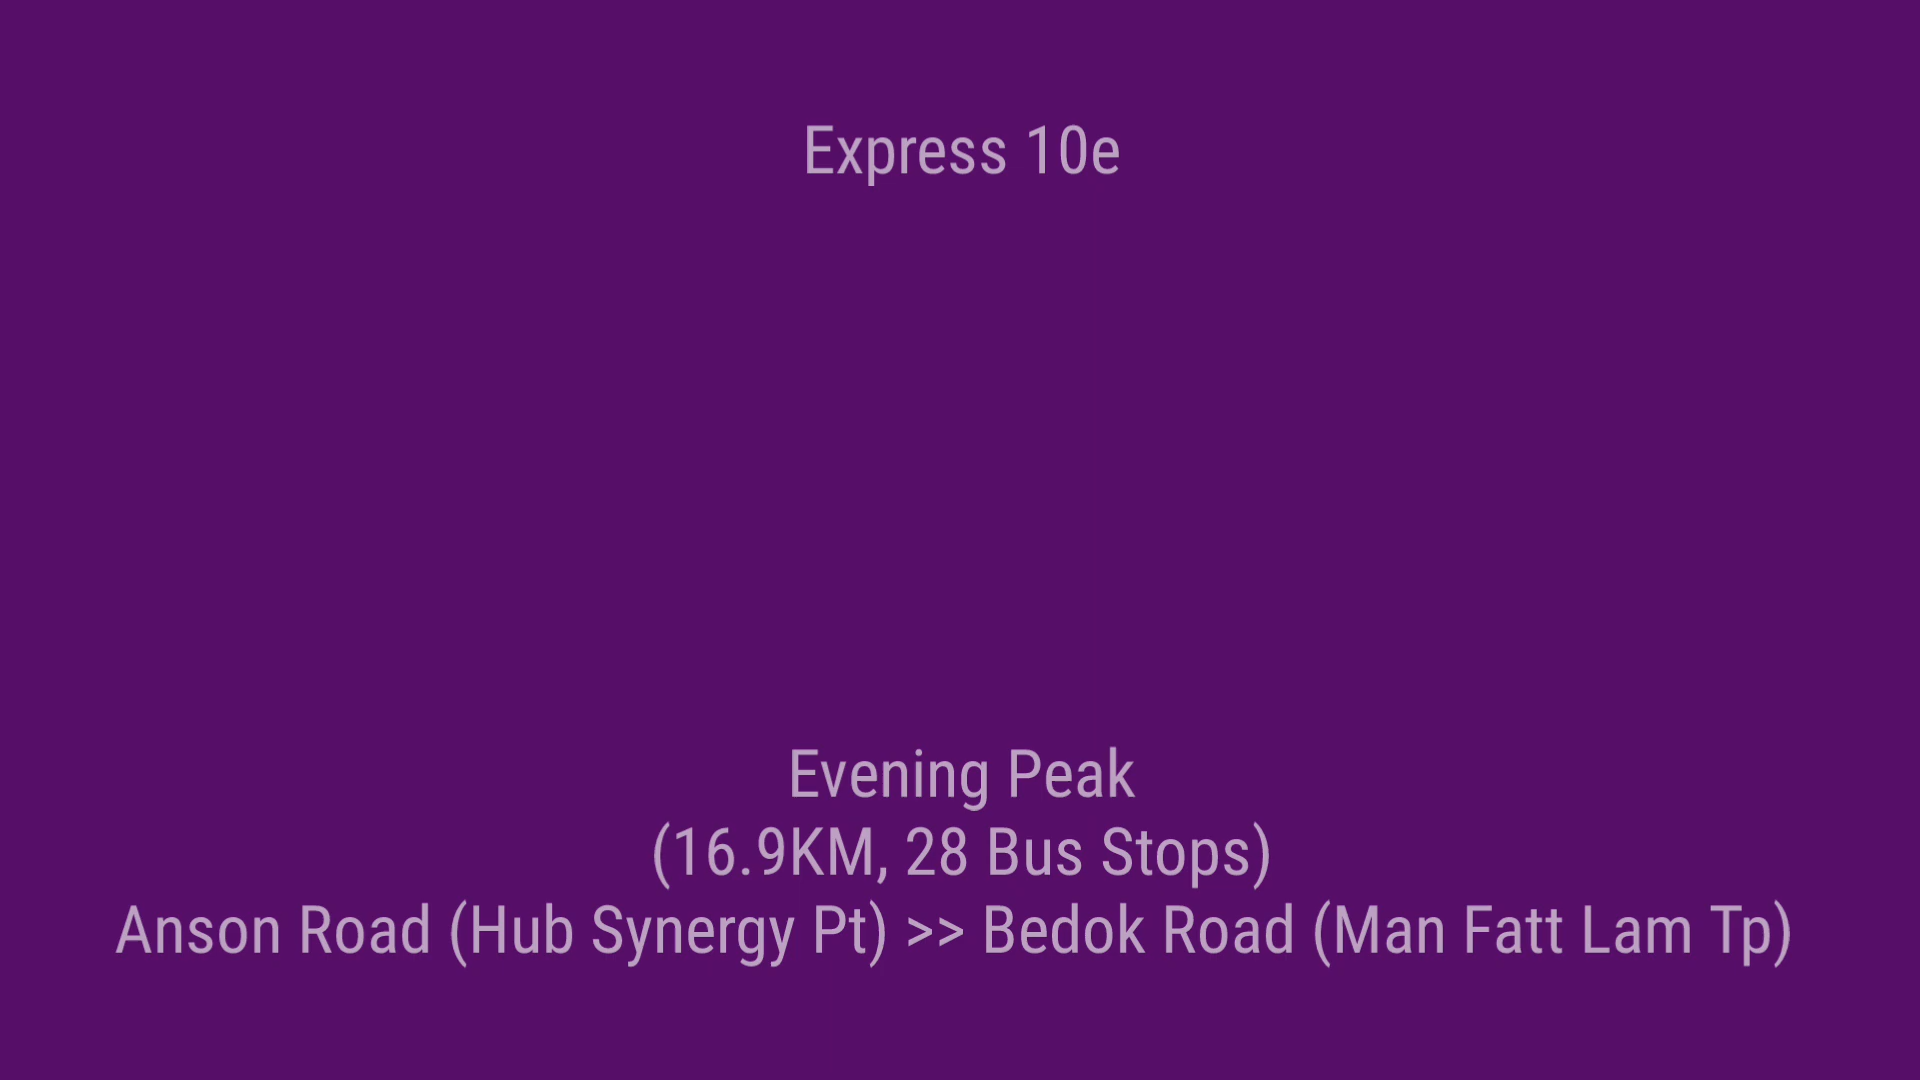 Express 10e
Evening Peak
(16.9KM, 28 Bus Stops)
Anson Road (Hub Synergy Pt) >> Bedok Road (Man Fatt Lam Tp)